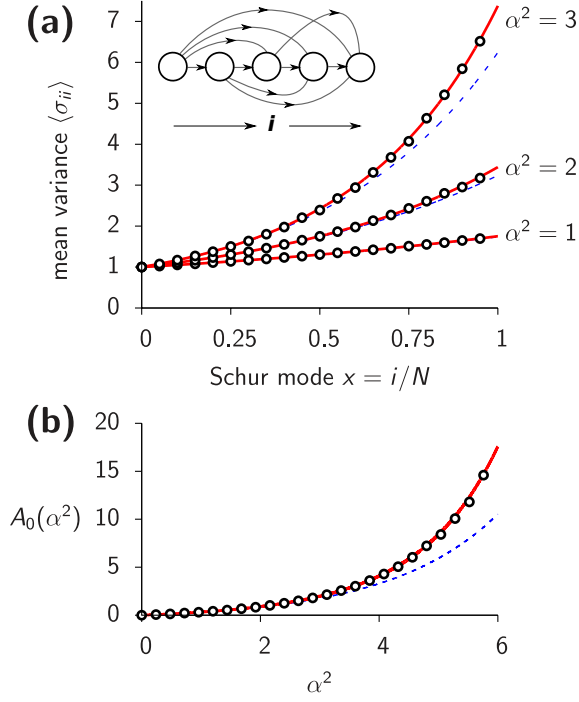 (a)
7
6
5
4
3
2
1
0
mean variance ⟨σᵢᵢ⟩
i
α² = 3
α² = 2
α² = 1
0 0.25 0.5 0.75 1
Schur mode x = i/N
(b)
20
15
10
5
0
A₀(α²)
0 2 4 6
α²